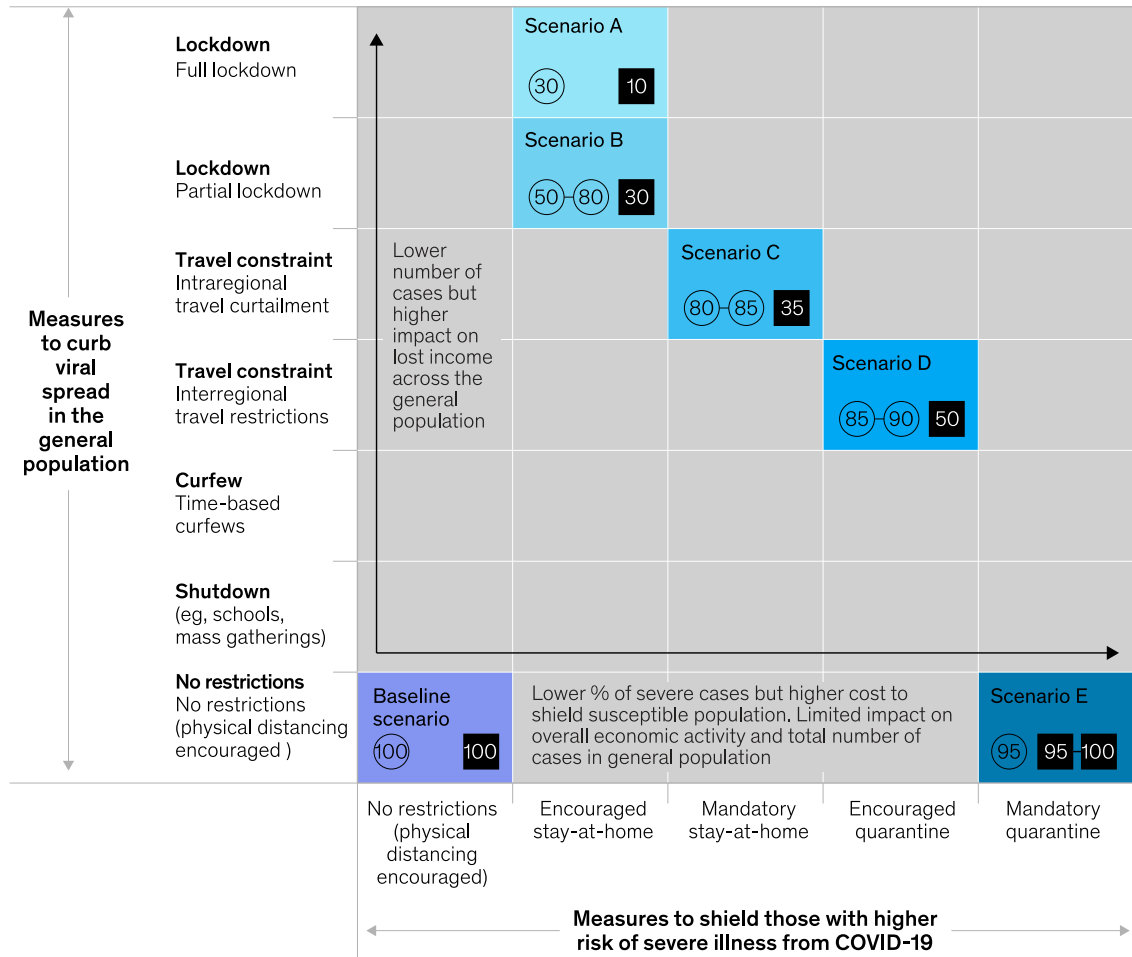 Measures
to curb
viral
spread
in the
general
population
Lockdown
Full lockdown
Scenario A
30 10
Lockdown
Partial lockdown
Scenario B
50–80 30
Travel constraint
Intraregional
travel curtailment
Lower
number of
cases but
higher
impact on
lost income
across the
general
population
Scenario C
80–85 35
Travel constraint
Interregional
travel restrictions
Scenario D
85–90 50
Curfew
Time-based
curfews
Shutdown
(eg, schools,
mass gatherings)
No restrictions
No restrictions
(physical distancing
encouraged )
Baseline
scenario
100 100
Lower % of severe cases but higher cost to
shield susceptible population. Limited impact on
overall economic activity and total number of
cases in general population
Scenario E
95 95-100
No restrictions
(physical
distancing
encouraged)
Encouraged
stay-at-home
Mandatory
stay-at-home
Encouraged
quarantine
Mandatory
quarantine
Measures to shield those with higher
risk of severe illness from COVID-19